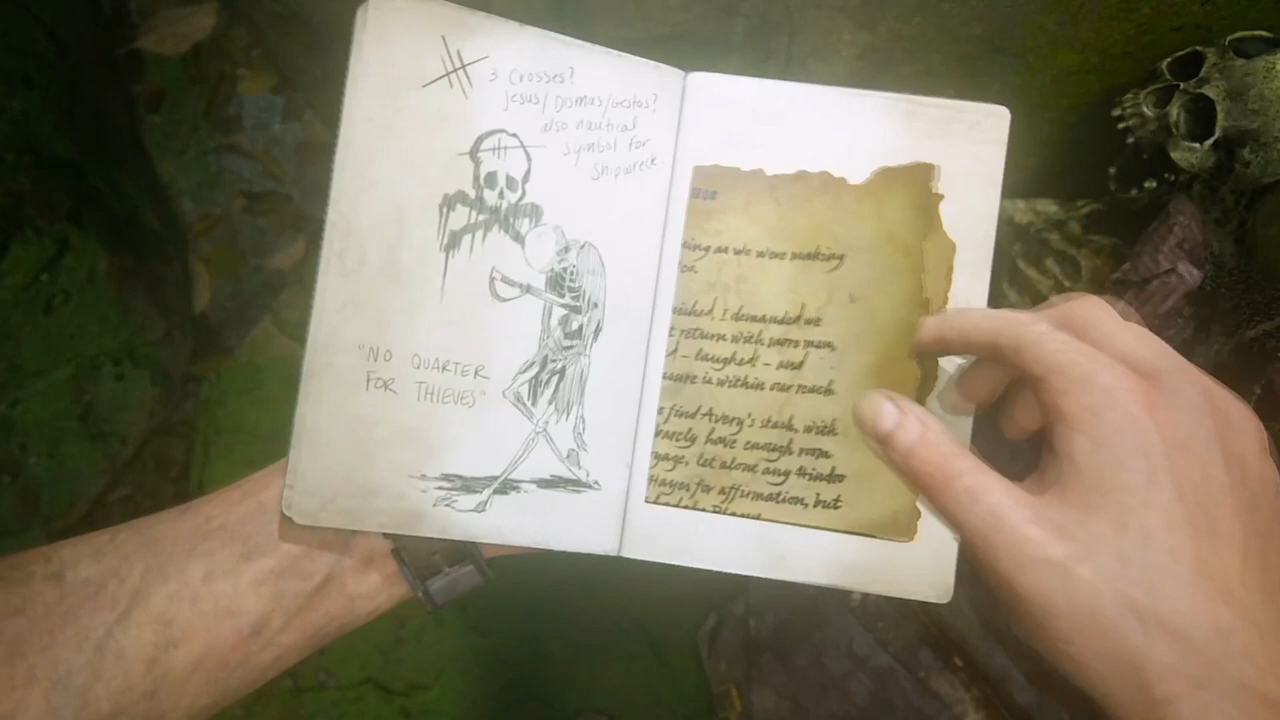 3 Crosses?
Jesus/Dismas/Gestas?
also nautical
symbol for
shipwreck.
"NO QUARTER
FOR THIEVES"
as we were making
I demanded we
return with more men,
– laughed! – and
is within our reach.
find Avery's stash, with
barely have enough room
let alone any Hindoo
Hayes for affirmation, but